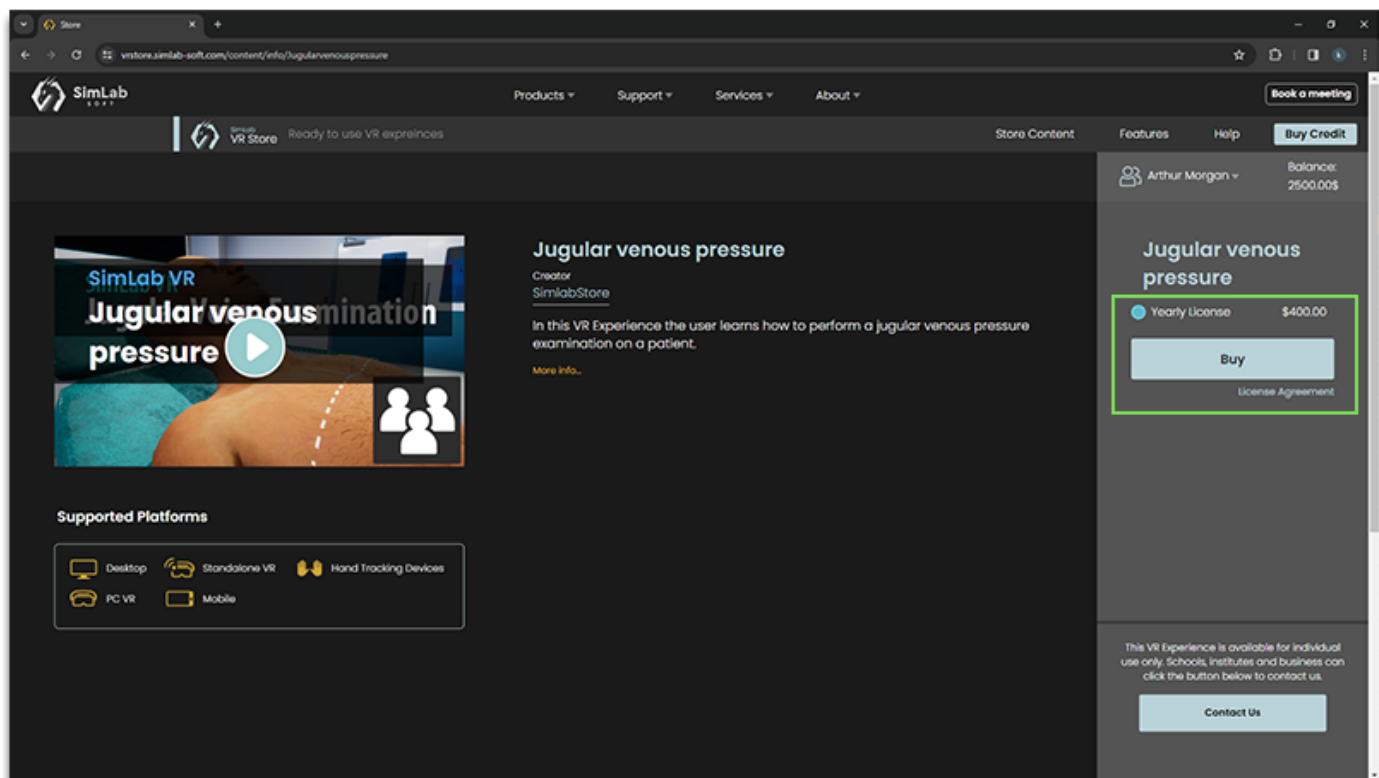 Store
vrstore.simlab-soft.com/content/info/Jugularvenouspressure
SimLab
SOFT
Products
Support
Services
About
Book a meeting
SimLab
VR Store
Ready to use VR expreinces
Store Content
Features
Help
Buy Credit
Arthur Morgan
Balance:
2500.00$
SimLab VR
Jugular venous
pressure
Jugular venous pressure
Creator
SimlabStore
In this VR Experience the user learns how to perform a jugular venous pressure
examination on a patient.
More info..
Supported Platforms
Desktop
Standalone VR
Hand Tracking Devices
PC VR
Mobile
Jugular venous
pressure
Yearly License
$400.00
Buy
License Agreement
This VR Experience is available for individual
use only. Schools, institutes and business can
click the button below to contact us.
Contact Us